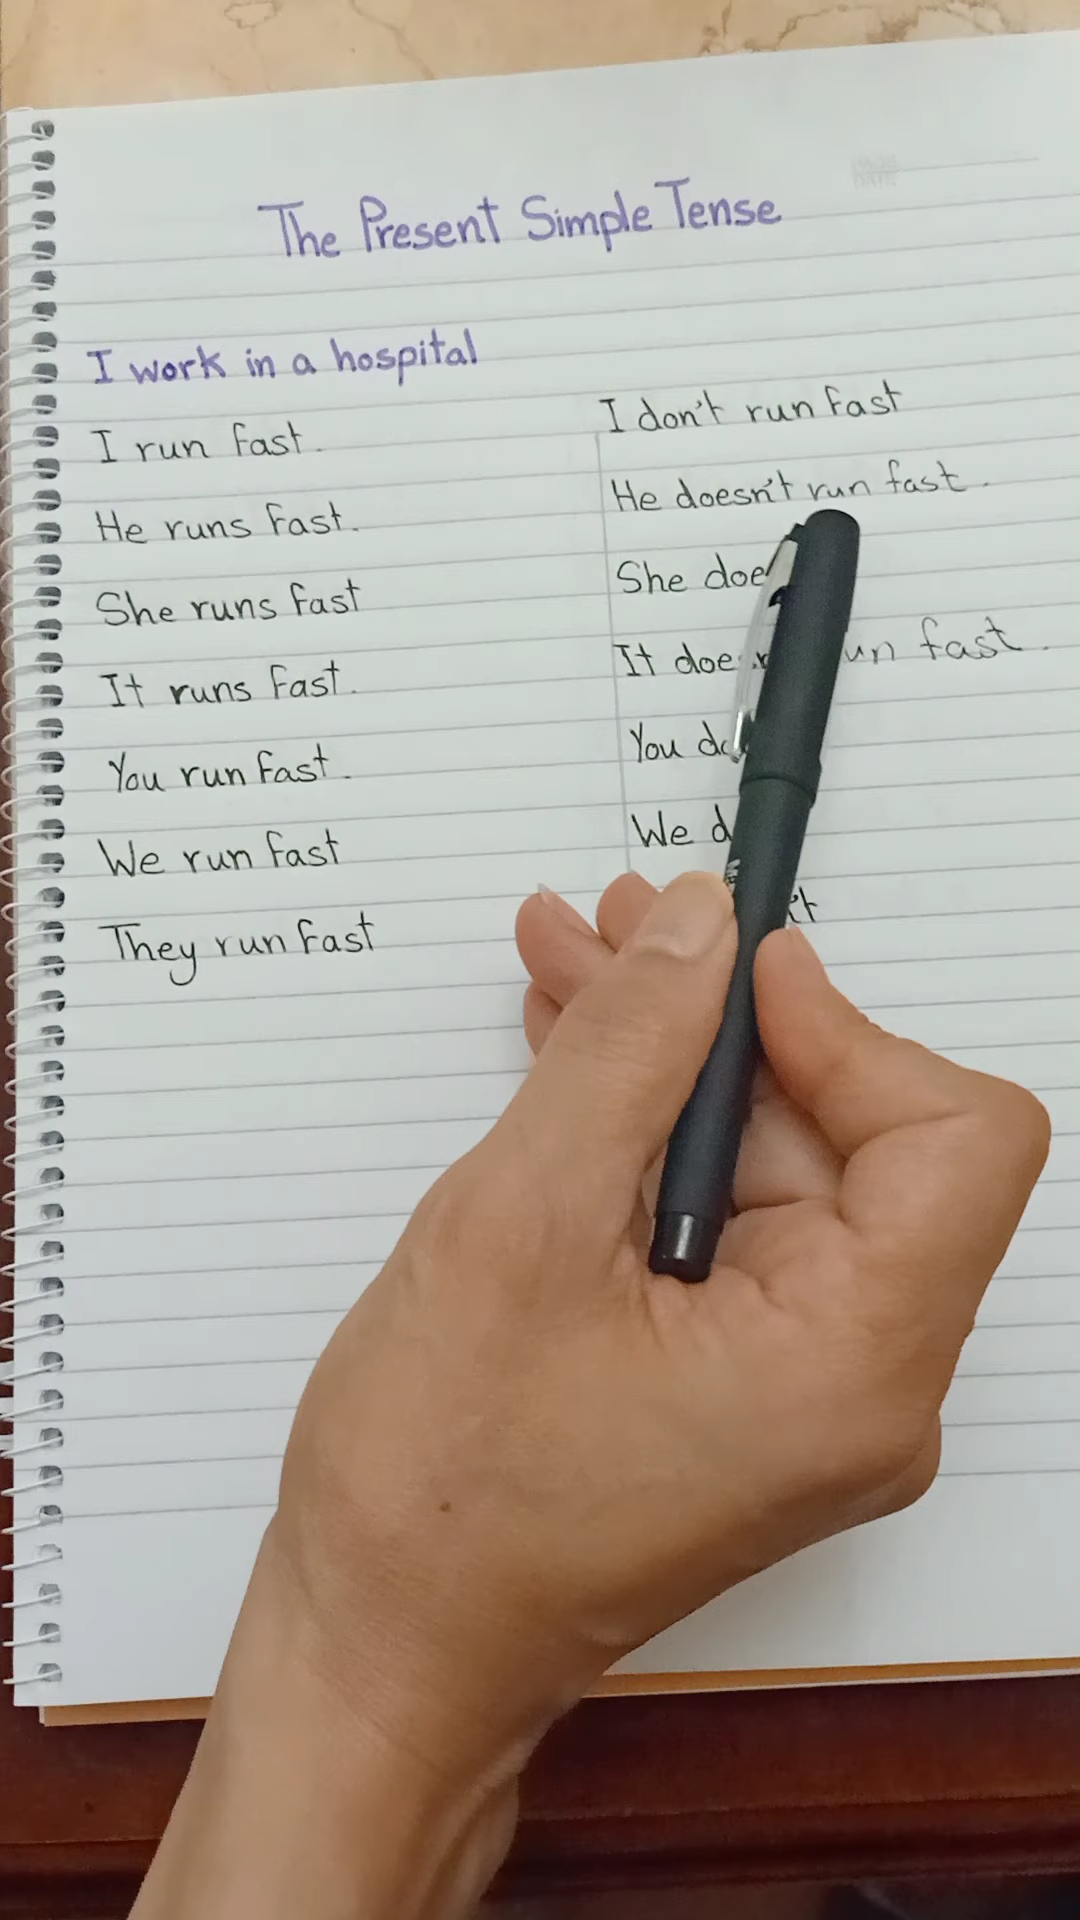 The Present Simple Tense
I work in a hospital
I run fast.
He runs fast.
She runs fast
It runs fast.
You run fast.
We run fast
They run fast
I don't run fast
He doesn't run fast.
She
It fast.
You
We